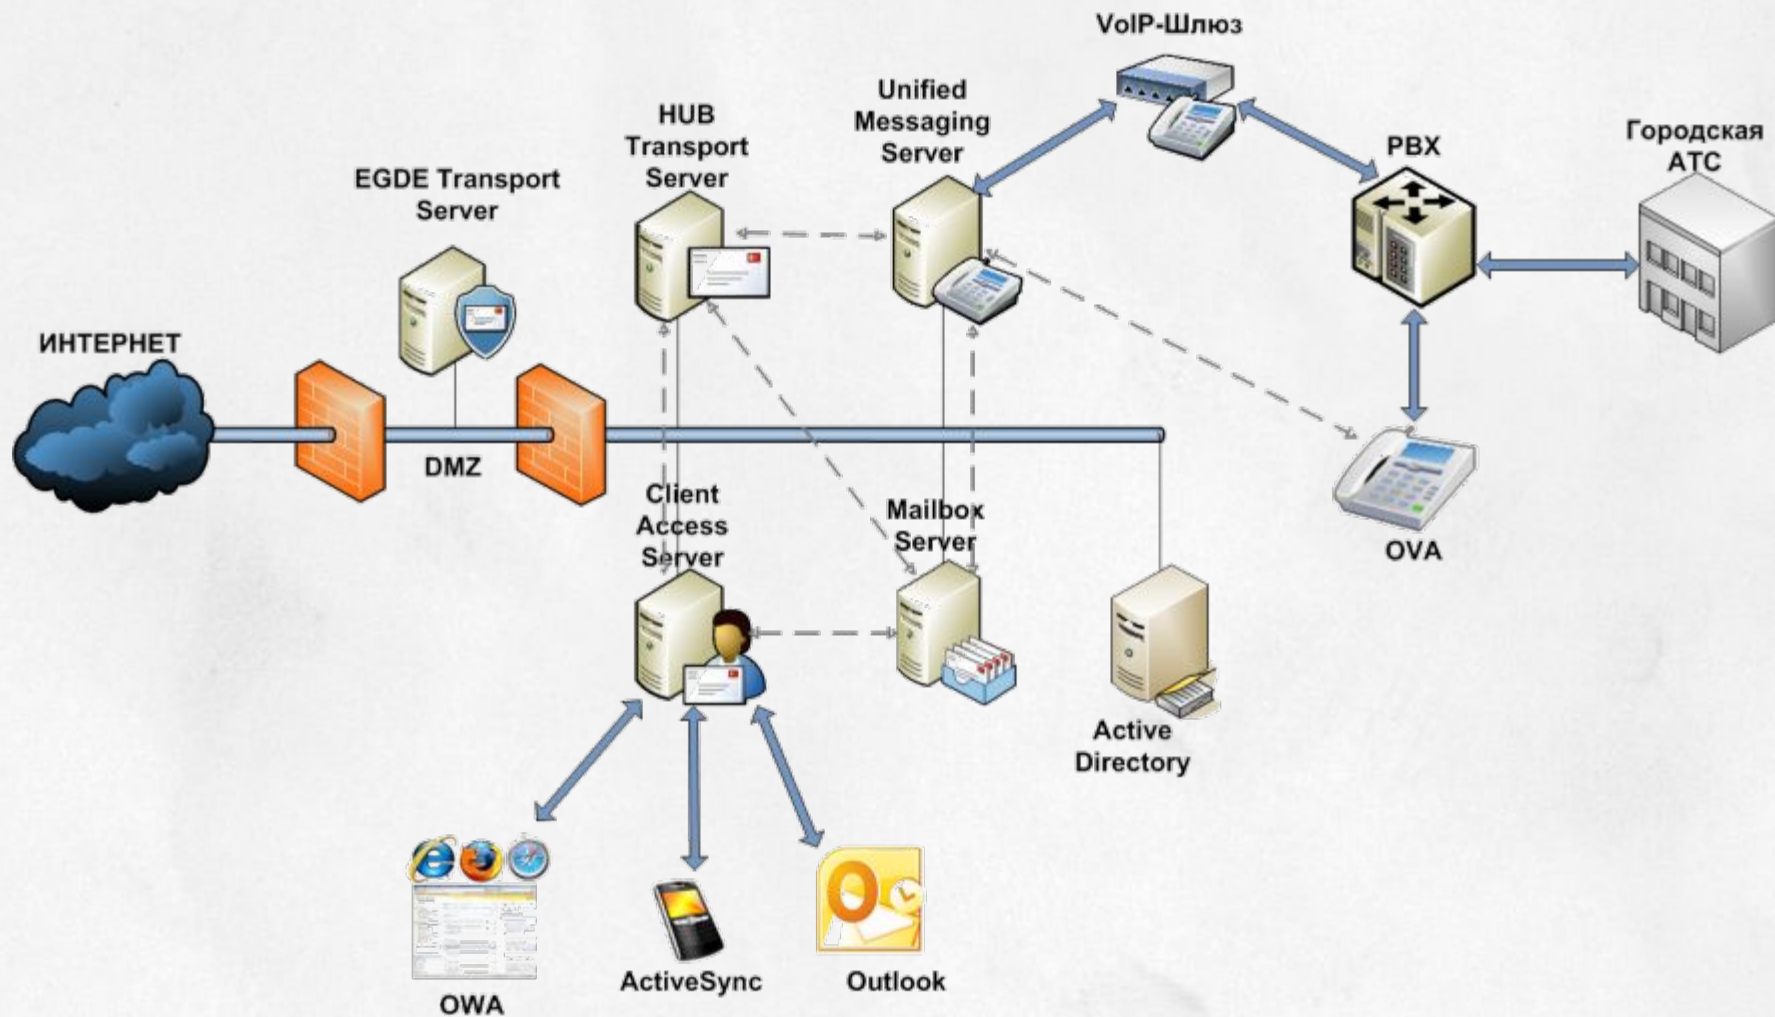 VoIP-Шлюз
Unified
Messaging
Server
HUB
Transport
Server
PBX
Городская
АТС
EGDE Transport
Server
ИНТЕРНЕТ
DMZ
Client
Access
Server
Mailbox
Server
OVA
Active
Directory
ActiveSync
Outlook
OWA